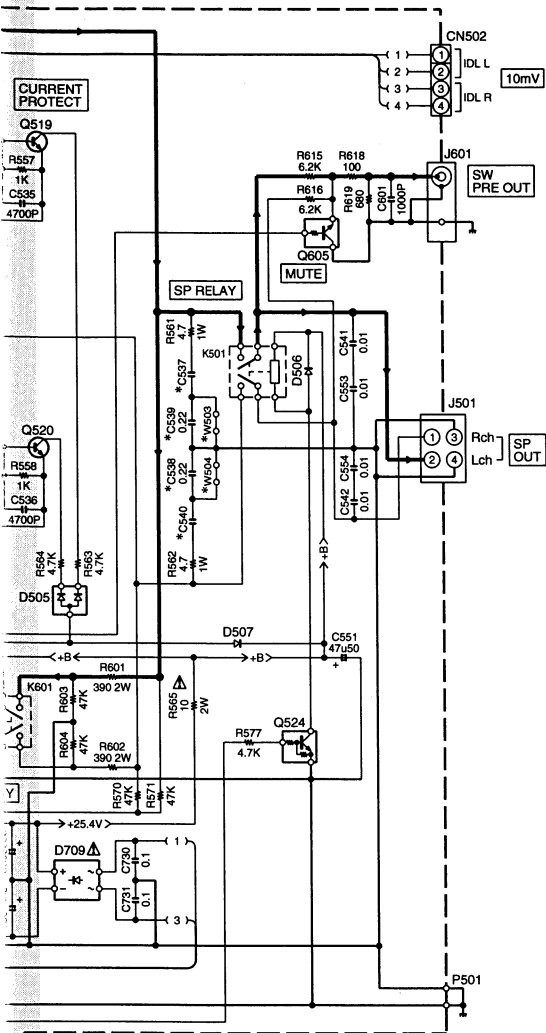 CN502
1 1
2 2
3 3
4 4
IDL L
IDL R
10mV
CURRENT
PROTECT
Q519
R557
1K
C535
4700P
J601
SW
PRE OUT
R615
6.2K
R618
100
R616
6.2K
R619
680
C601
1000P
Q605
MUTE
SP RELAY
R561
4.7
1W
K501
D506
*C537
C541
0.01
C553
0.01
*C539
0.22
*W503
*C538
0.22
*W504
*C540
C554
0.01
C542
0.01
J501
1 3
2 4
Rch
Lch
SP
OUT
Q520
R558
1K
C536
4700P
R564
4.7K
R563
4.7K
R562
4.7
1W
D505
+B
D507
C551
47u50
+
+B
+B
R601
390 2W
K601
R603
47K
R604
47K
R602
390 2W
R565
10
2W
R577
4.7K
Q524
R570
47K
R571
47K
Y
+25.4V
D709
+ ~
− ~
C730
0.1
C731
0.1
1
3
+
+
P501